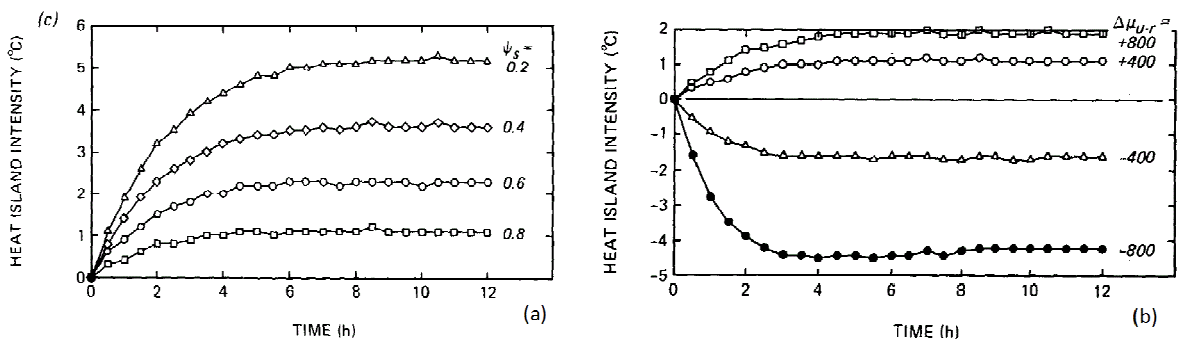 (c)
HEAT ISLAND INTENSITY (°C)
6
5
4
3
2
1
0
ψs =
0.2
0.4
0.6
0.8
0 2 4 6 8 10 12
TIME (h)
(a)
HEAT ISLAND INTENSITY (°C)
2
1
0
−1
−2
−3
−4
−5
Δμu-r =
+800
+400
−400
−800
0 2 4 6 8 10 12
TIME (h)
(b)